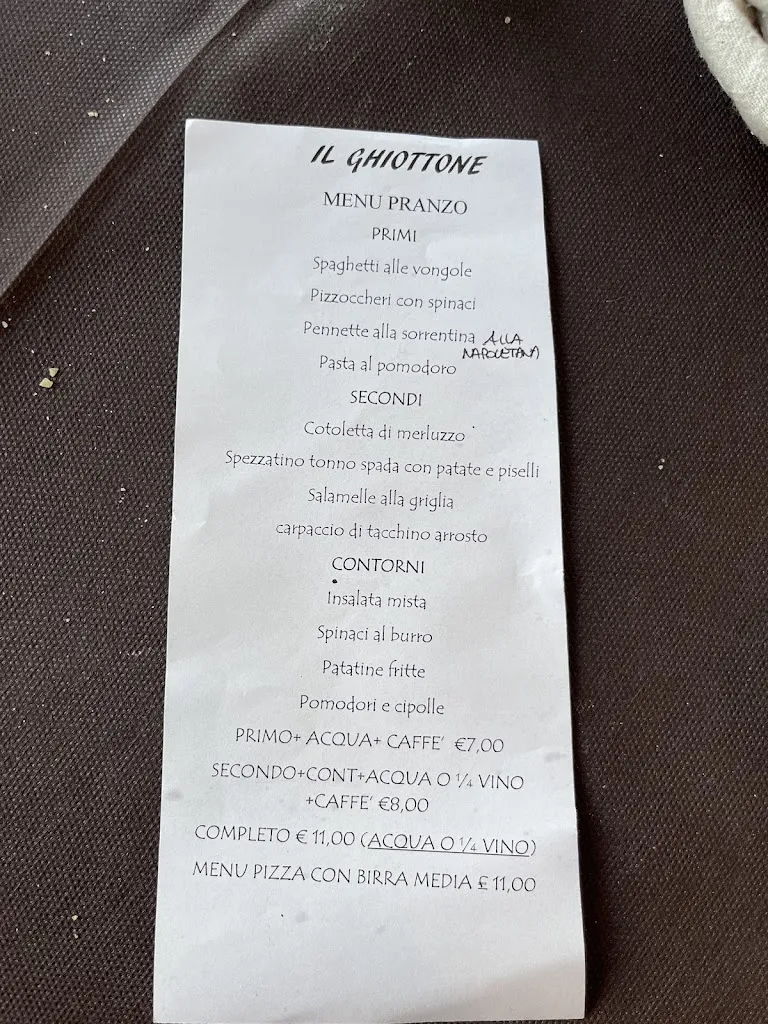 IL GHIOTTONE
MENU PRANZO
PRIMI
Spaghetti alle vongole
Pizzoccheri con spinaci
Pennette alla sorrentina ALLA
NAPOLETANA
Pasta al pomodoro
SECONDI
Cotoletta di merluzzo
Spezzatino tonno spada con patate e piselli
Salamelle alla griglia
carpaccio di tacchino arrosto
CONTORNI
Insalata mista
Spinaci al burro
Patatine fritte
Pomodori e cipolle
PRIMO+ ACQUA+ CAFFE' €7,00
SECONDO+CONT+ACQUA O ¼ VINO
+CAFFE' €8,00
COMPLETO € 11,00 (ACQUA O ¼ VINO)
MENU PIZZA CON BIRRA MEDIA £ 11,00